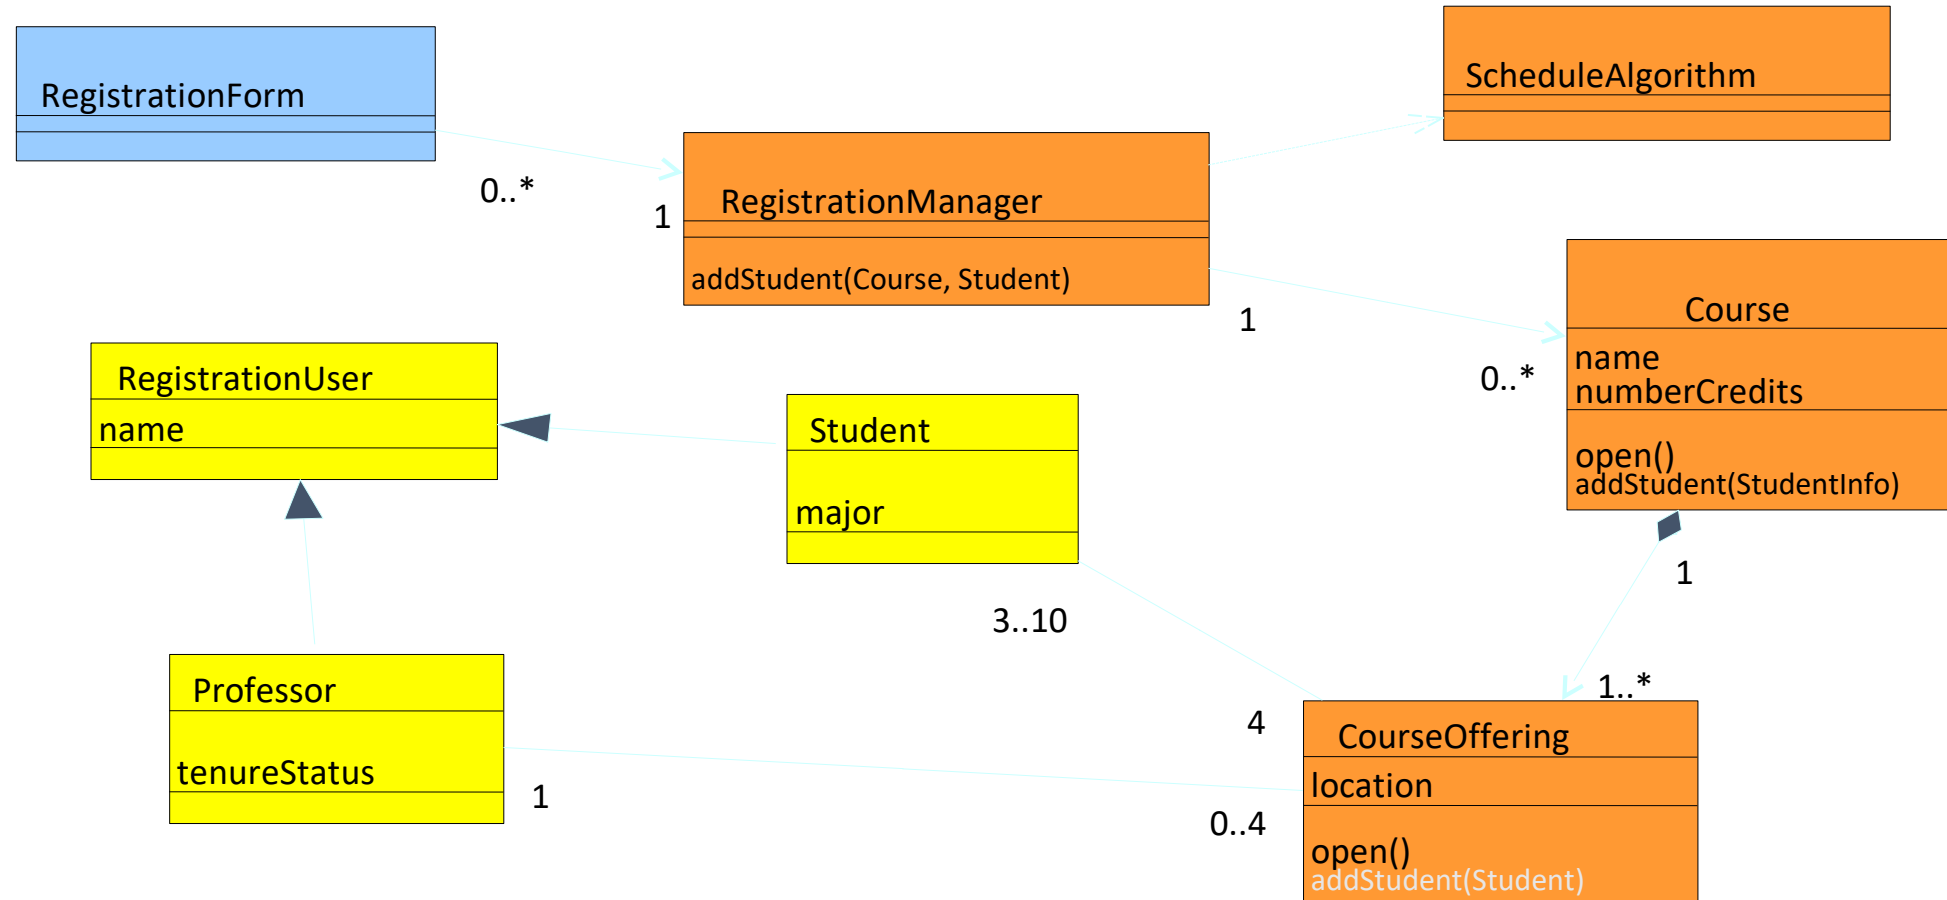 RegistrationForm
0..*
1
RegistrationManager
addStudent(Course, Student)
ScheduleAlgorithm
1
0..*
Course
name
numberCredits
open()
addStudent(StudentInfo)
1
1..*
RegistrationUser
name
Student
major
3..10
4
Professor
tenureStatus
1
0..4
CourseOffering
location
open()
addStudent(Student)